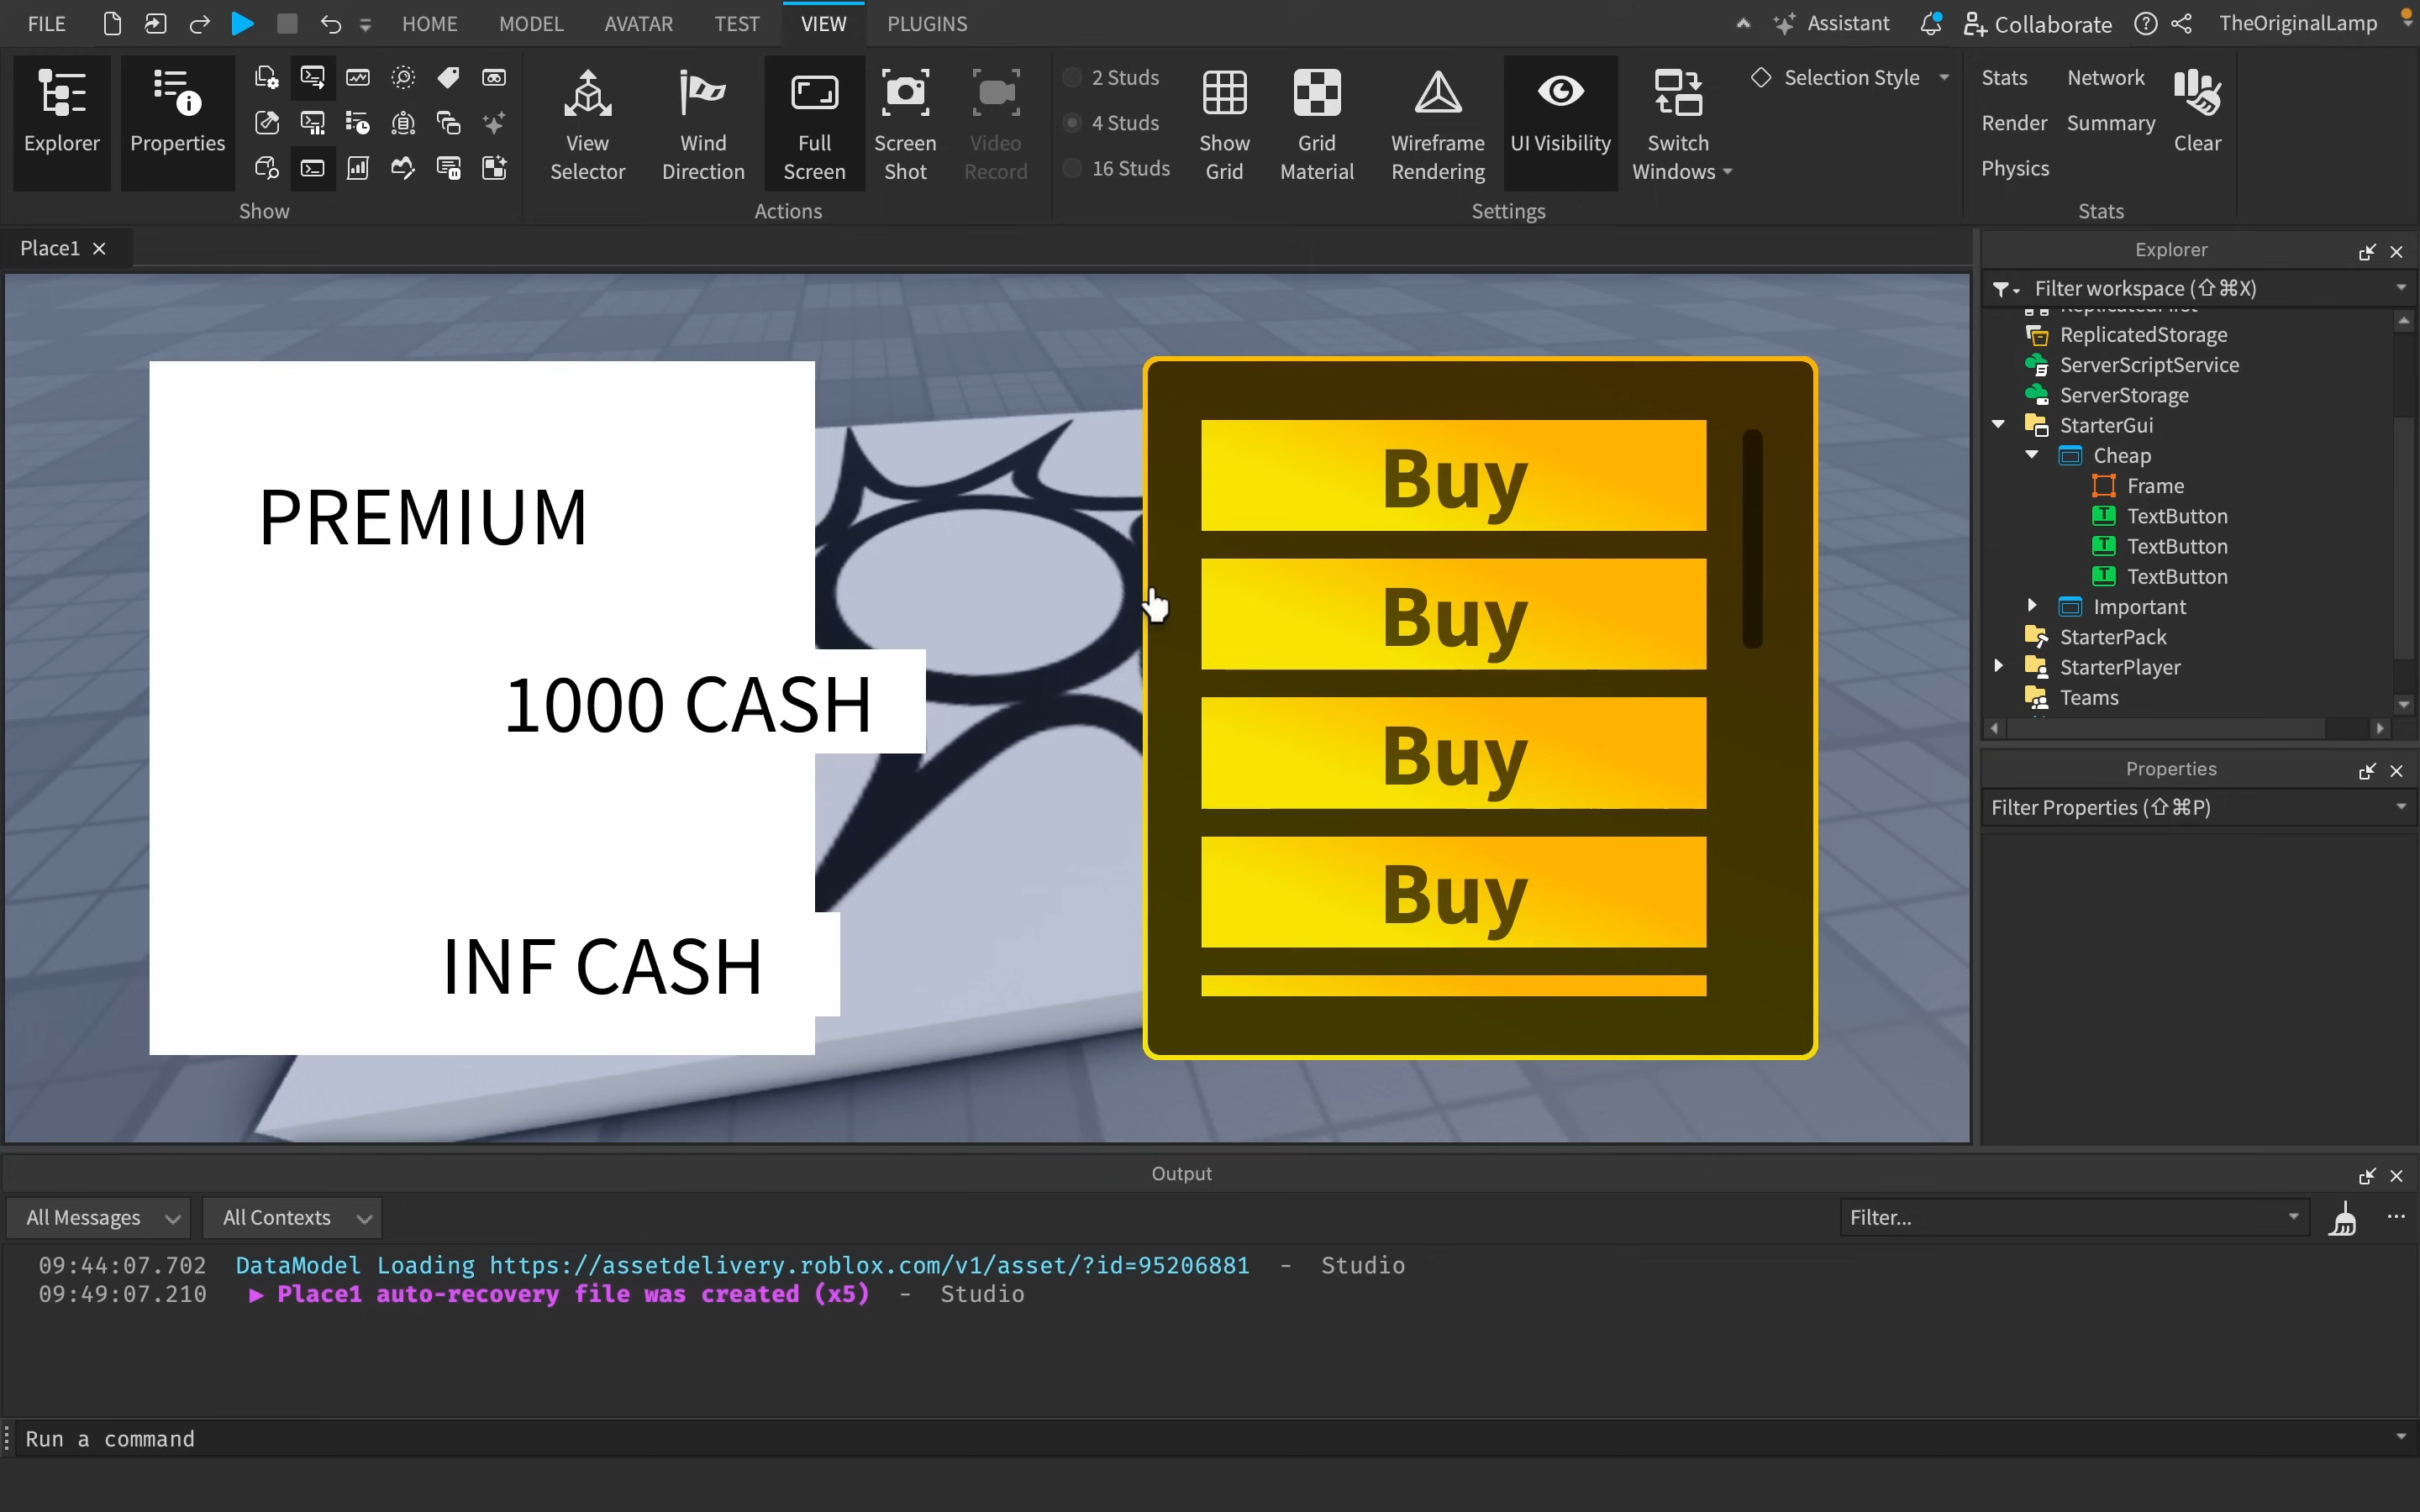 FILE HOME MODEL AVATAR TEST VIEW PLUGINS Assistant Collaborate TheOriginalLamp
Explorer
Properties
Show
View Selector
Wind Direction
Full Screen
Screen Shot
Video Record
Actions
2 Studs
4 Studs
16 Studs
Show Grid
Grid Material
Wireframe Rendering
UI Visibility
Switch Windows
Settings
Selection Style
Stats Network
Render Summary
Physics
Clear
Stats
Place1
PREMIUM
1000 CASH
INF CASH
Buy
Buy
Buy
Buy
Explorer
Filter workspace (⇧⌘X)
ReplicatedFirst
ReplicatedStorage
ServerScriptService
ServerStorage
StarterGui
Cheap
Frame
TextButton
TextButton
TextButton
Important
StarterPack
StarterPlayer
Teams
Properties
Filter Properties (⇧⌘P)
Output
All Messages All Contexts Filter...
09:44:07.702 DataModel Loading https://assetdelivery.roblox.com/v1/asset/?id=95206881 - Studio
09:49:07.210 ▶ Place1 auto-recovery file was created (x5) - Studio
Run a command